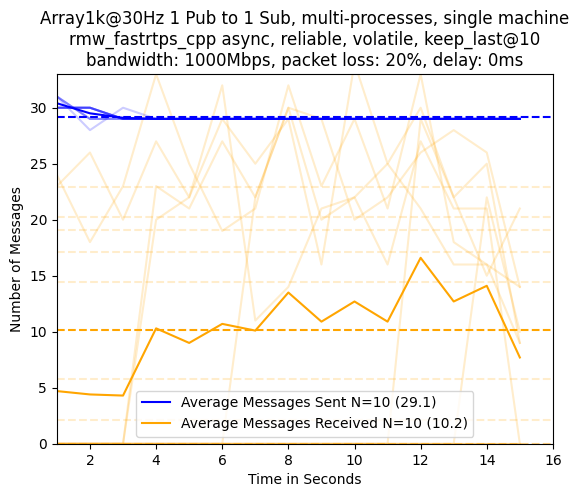 Array1k@30Hz 1 Pub to 1 Sub, multi-processes, single machine
rmw_fastrtps_cpp async, reliable, volatile, keep_last@10
bandwidth: 1000Mbps, packet loss: 20%, delay: 0ms
Number of Messages
30
25
20
15
10
5
0
Average Messages Sent N=10 (29.1)
Average Messages Received N=10 (10.2)
2 4 6 8 10 12 14 16
Time in Seconds